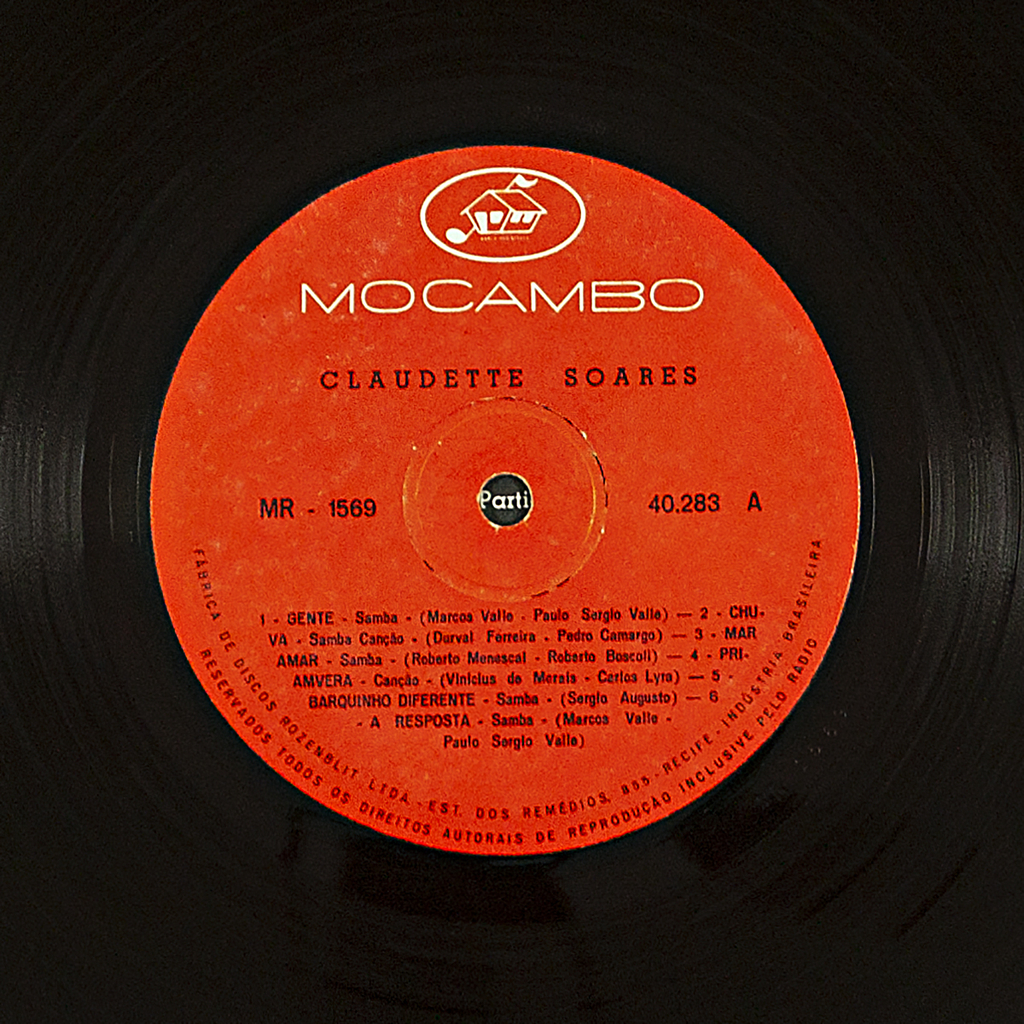 MOCAMBO
CLAUDETTE SOARES
MR - 1569
Parti
40.283 A
1 - GENTE - Samba - (Marcos Valle - Paulo Sergio Valle) — 2 - CHU-
VA - Samba Canção - (Durval Ferreira - Pedro Camargo) — 3 - MAR
AMAR - Samba - (Roberto Menescal - Roberto Boscoli) — 4 - PRI-
AMVERA - Canção - (Vinicius de Morais - Carlos Lyra) — 5 -
BARQUINHO DIFERENTE - Samba - (Sergio Augusto) — 6
- A RESPOSTA - Samba - (Marcos Valle -
Paulo Sergio Valle)
FÁBRICA DE DISCOS ROZENBLIT LTDA. - EST. DOS REMÉDIOS, 855 - RECIFE - INDÚSTRIA BRASILEIRA
RESERVADOS TODOS OS DIREITOS AUTORAIS DE REPRODUÇÃO INCLUSIVE PELO RÁDIO